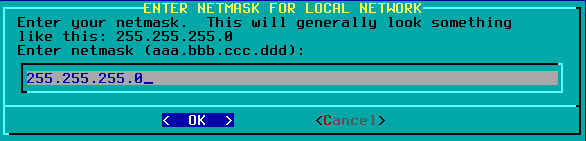 ENTER NETMASK FOR LOCAL NETWORK
Enter your netmask.  This will generally look something
like this: 255.255.255.0
Enter netmask (aaa.bbb.ccc.ddd):
255.255.255.0_
<  OK  > <Cancel>